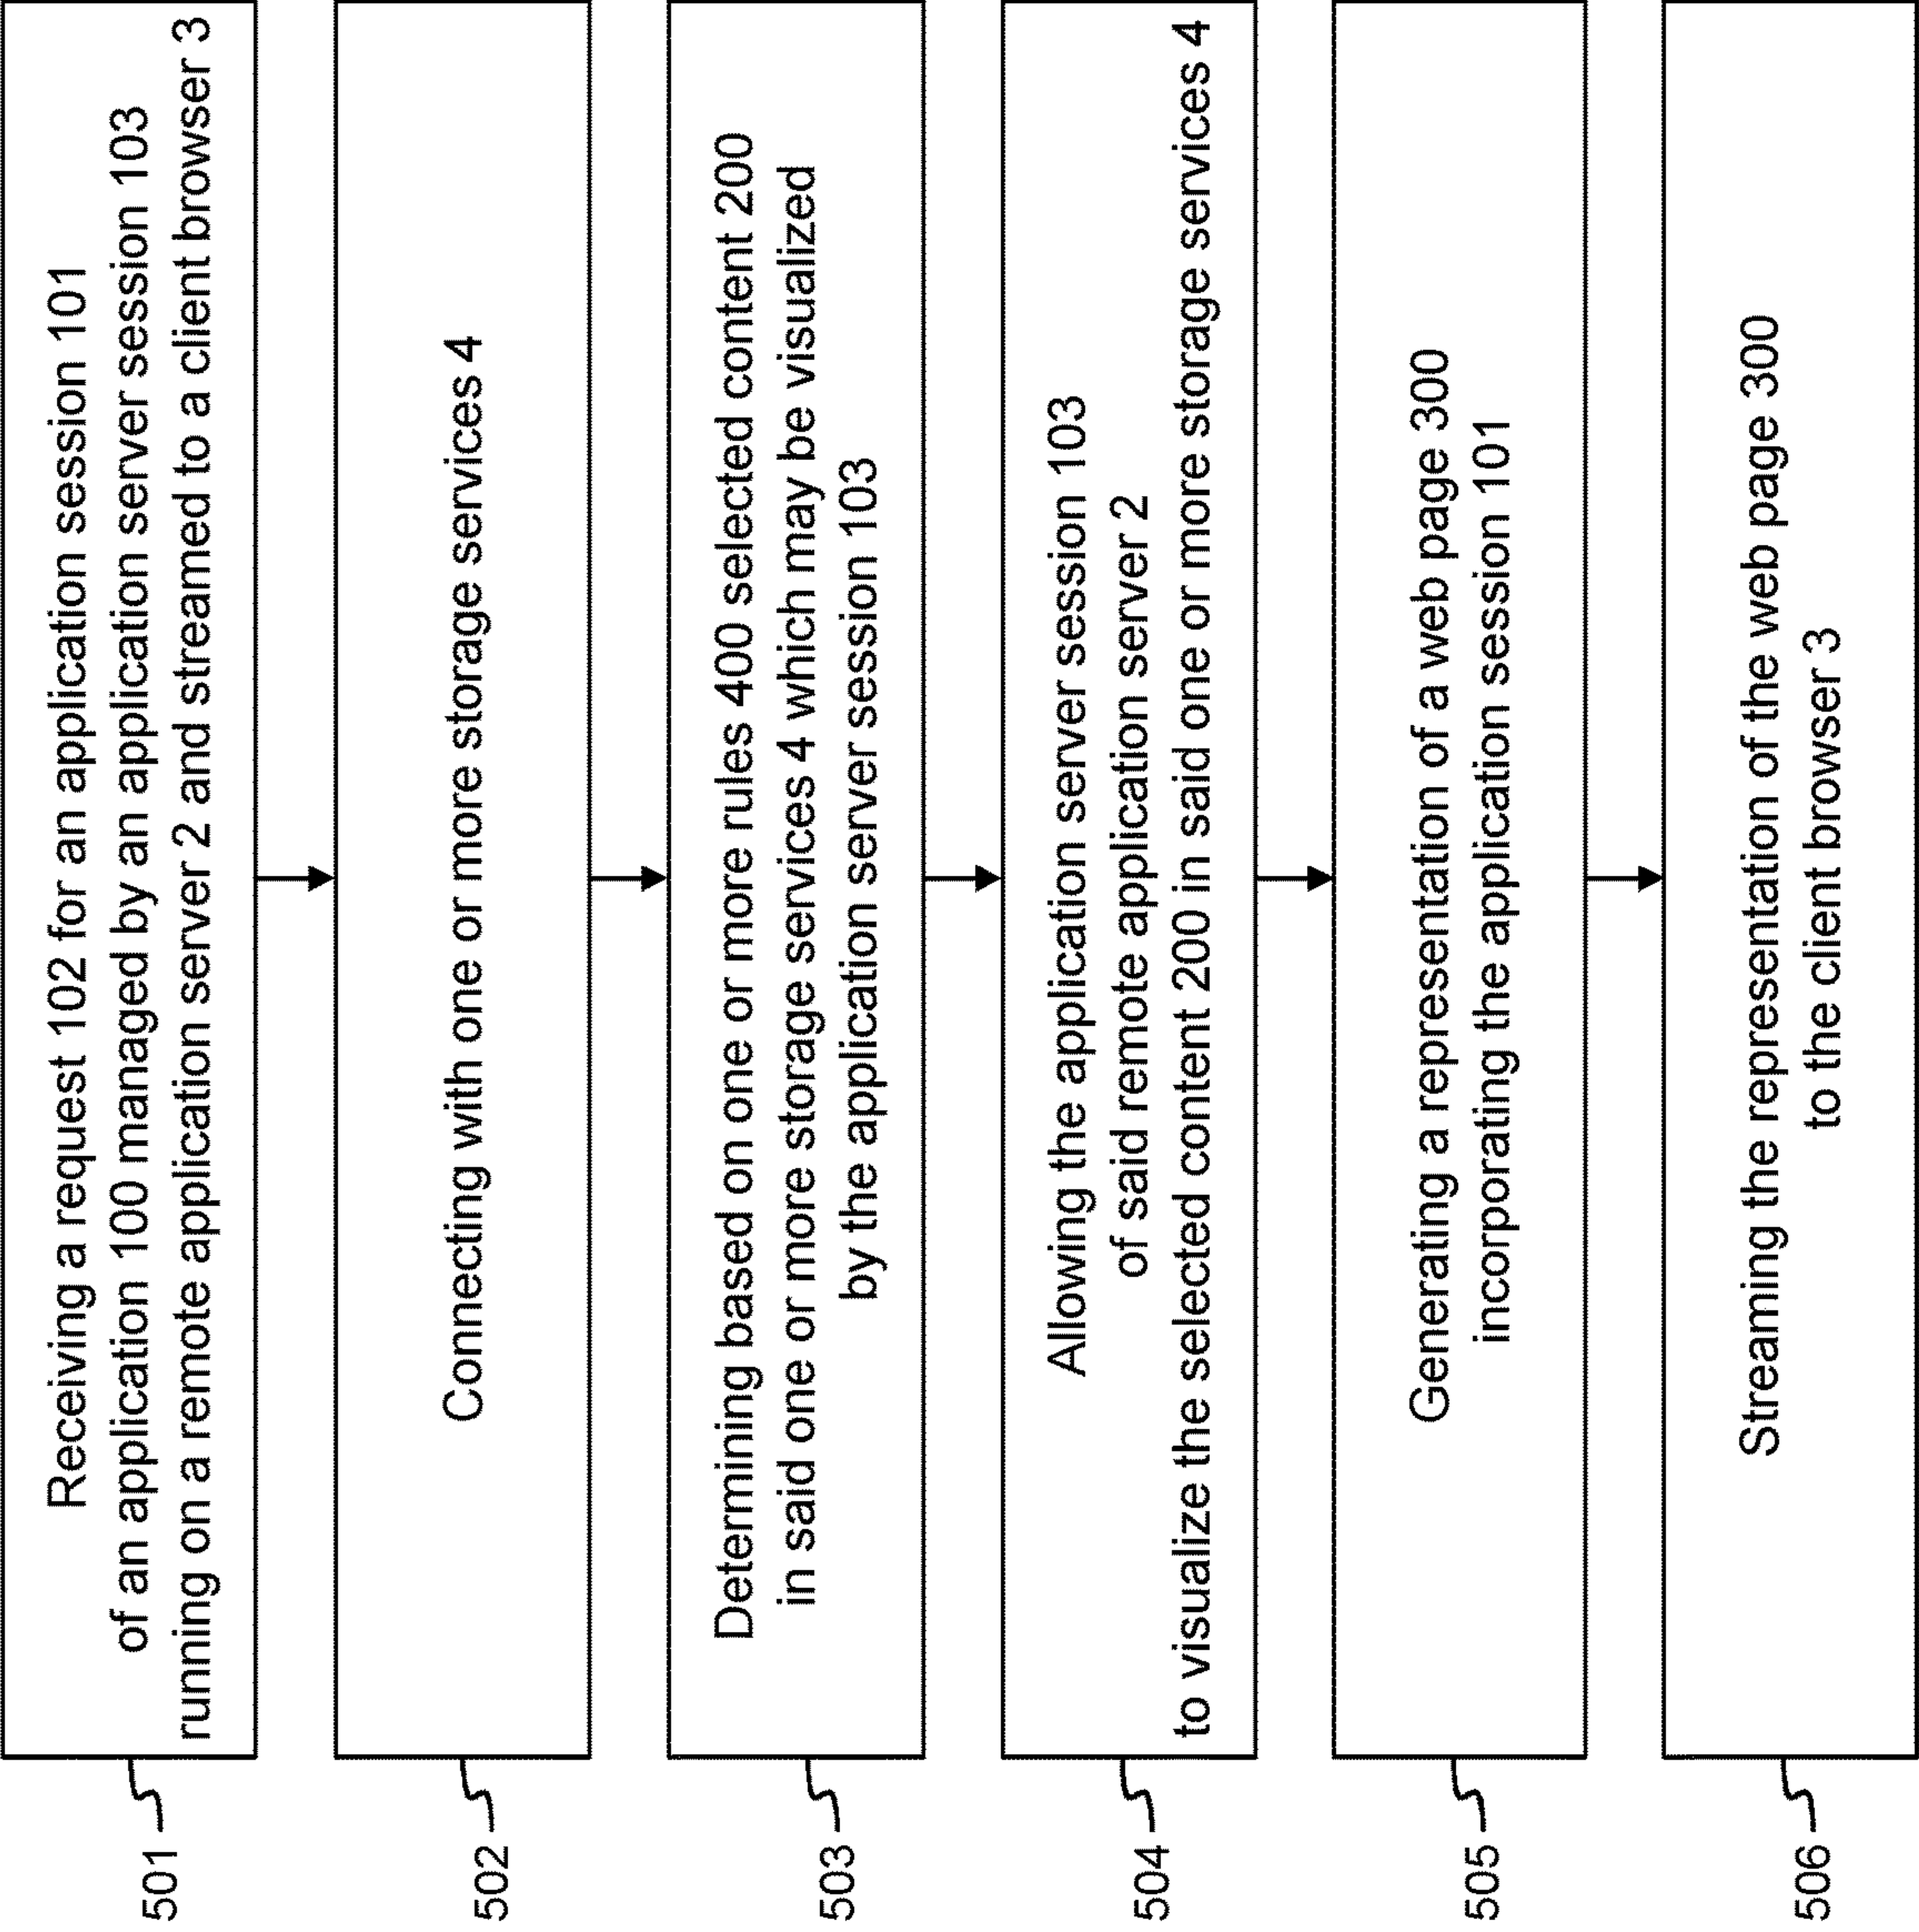 501
Receiving a request 102 for an application session 101
of an application 100 managed by an application server session 103
running on a remote application server 2 and streamed to a client browser 3
502
Connecting with one or more storage services 4
503
Determining based on one or more rules 400 selected content 200
in said one or more storage services 4 which may be visualized
by the application server session 103
504
Allowing the application server session 103
of said remote application server 2
to visualize the selected content 200 in said one or more storage services 4
505
Generating a representation of a web page 300
incorporating the application session 101
506
Streaming the representation of the web page 300
to the client browser 3